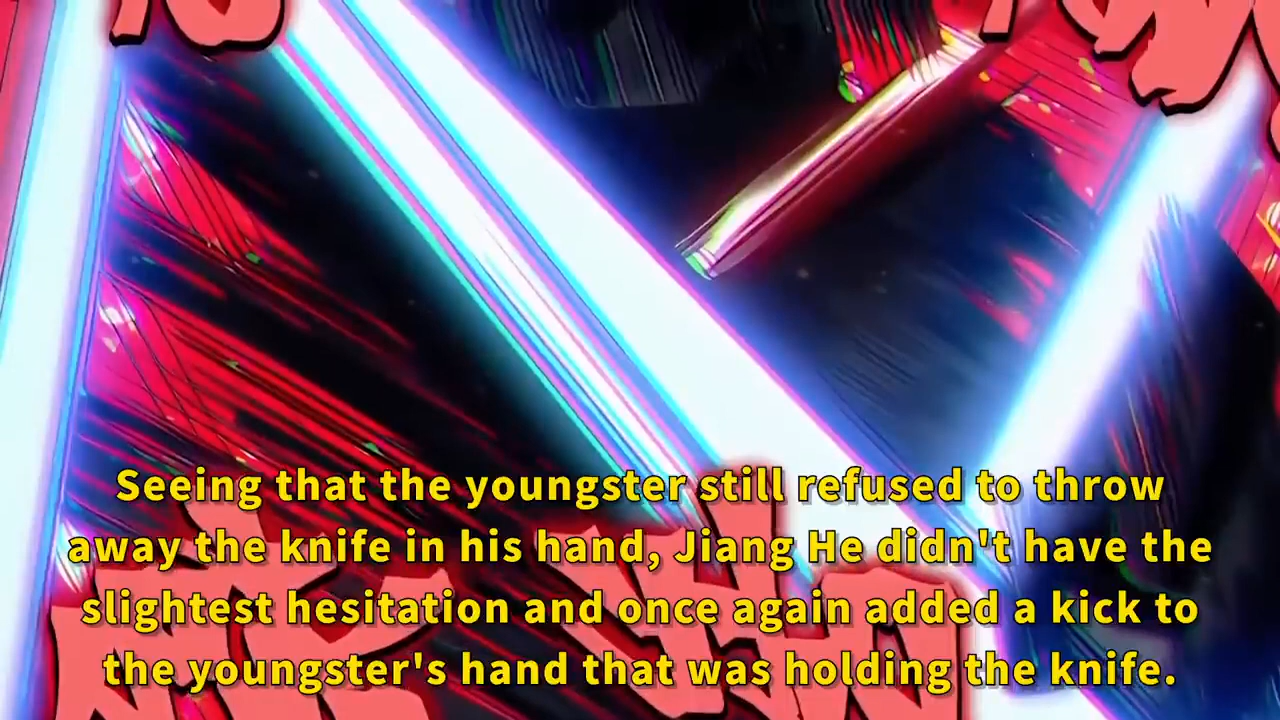 Seeing that the youngster still refused to throw
away the knife in his hand, Jiang He didn't have the
slightest hesitation and once again added a kick to
the youngster's hand that was holding the knife.